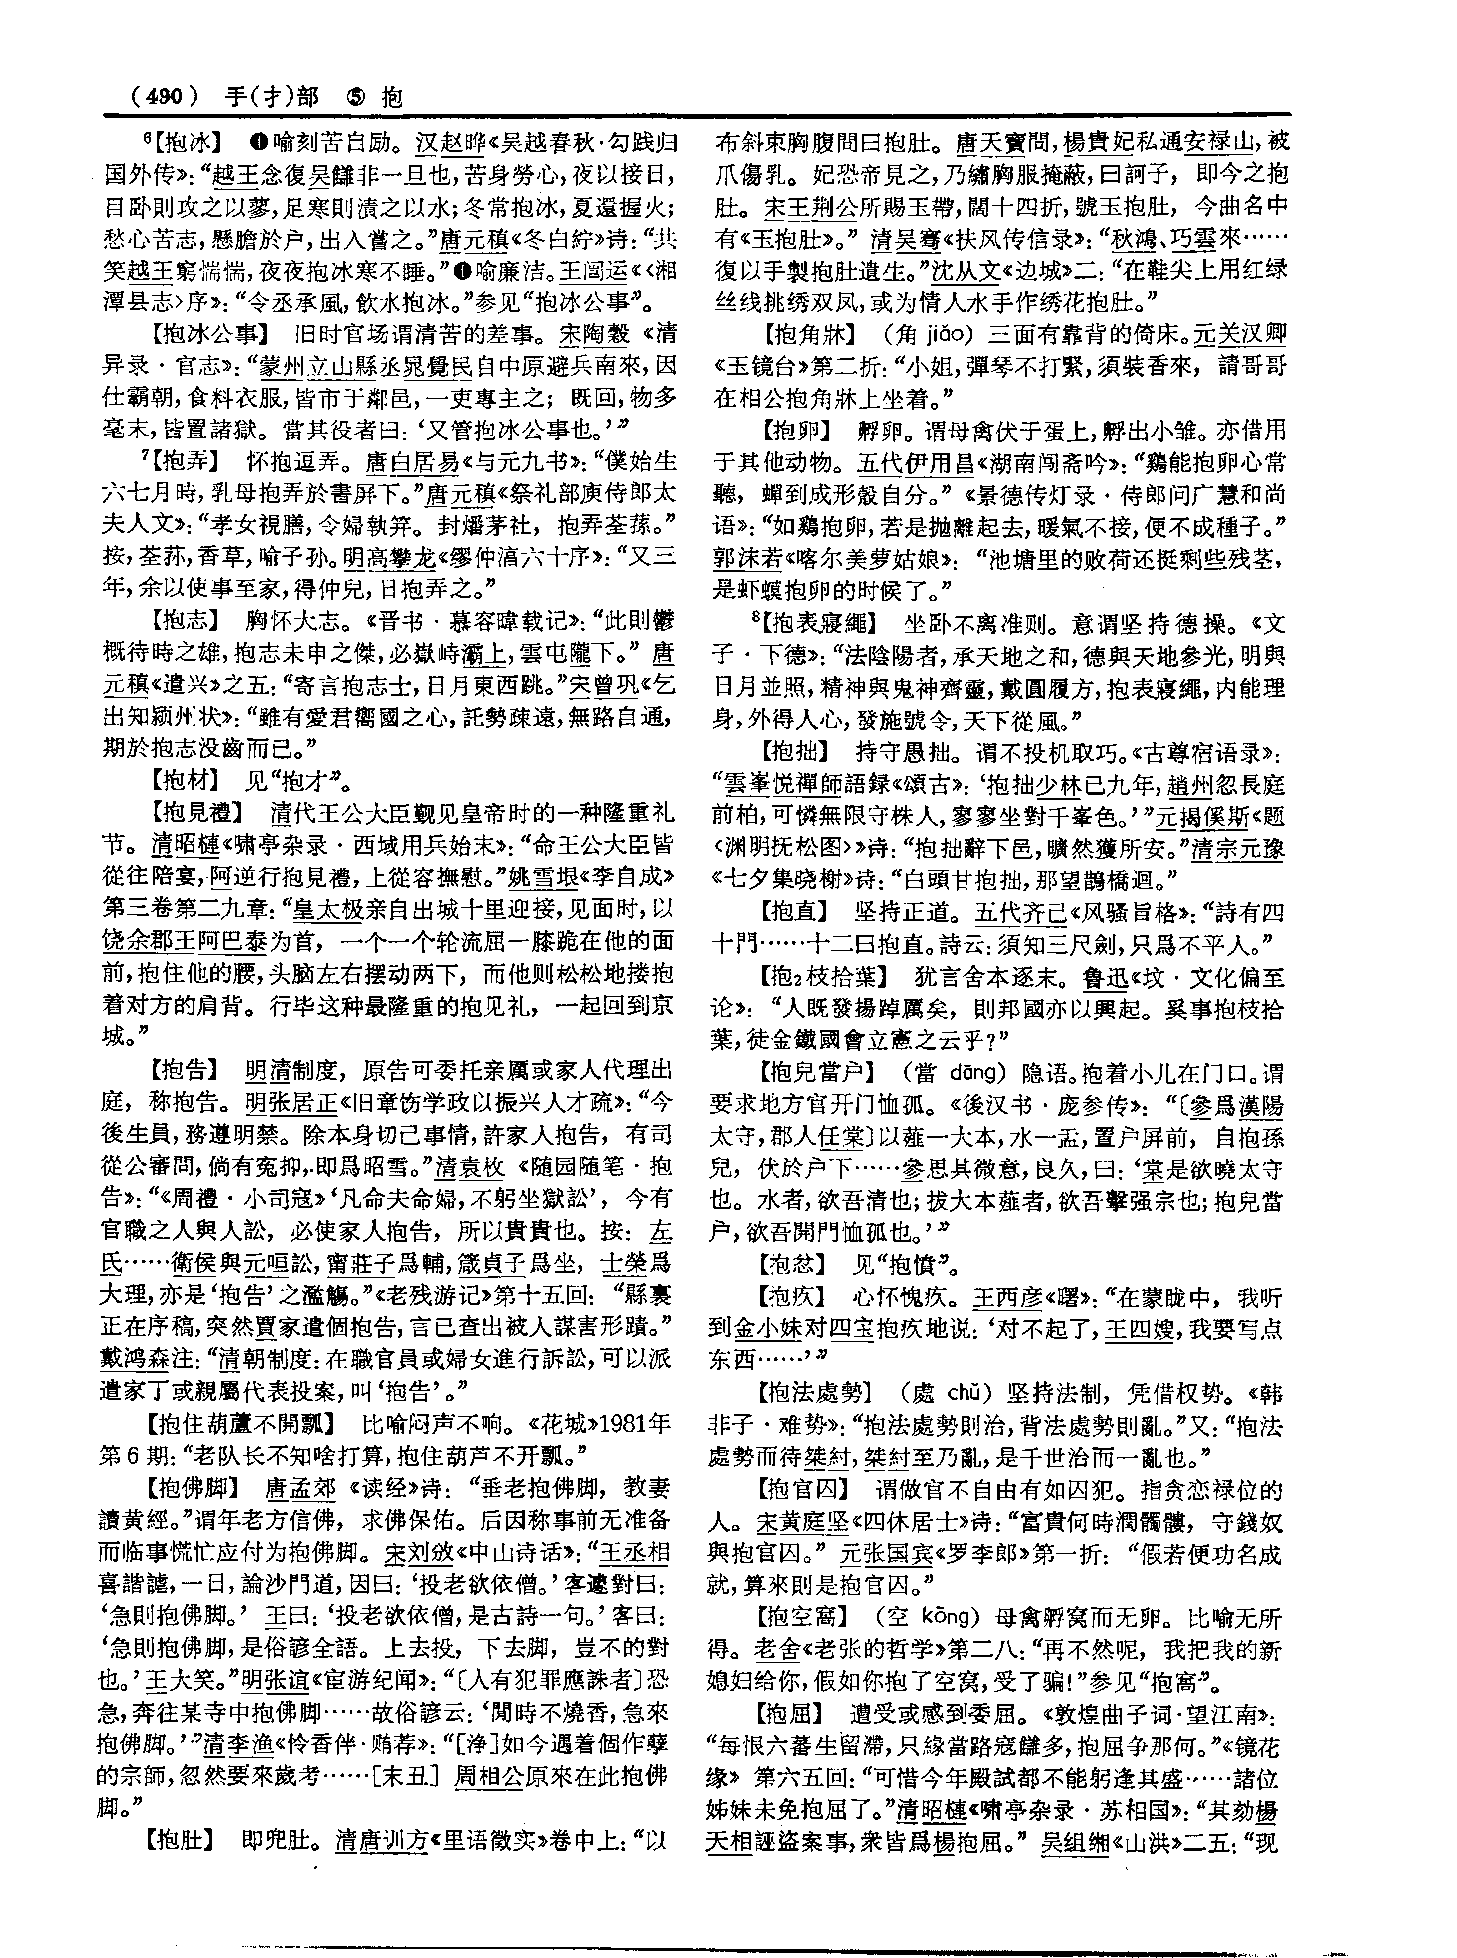 (490) 手(扌)部 ⑤ 抱
⁶【抱冰】 ❶喻刻苦自励。汉赵晔《吴越春秋·勾践归
国外传》：“越王念復吴讎非一旦也，苦身勞心，夜以接日，
目卧則攻之以蓼，足寒則漬之以水；冬常抱冰，夏還握火；
愁心苦志，懸膽於户，出入嘗之。”唐元稹《冬白紵》诗：“共
笑越王窮惴惴，夜夜抱冰寒不睡。”❶喻廉洁。王闿运《〈湘
潭县志〉序》：“令丞承風，飲水抱冰。”参见“抱冰公事”。
【抱冰公事】 旧时官场谓清苦的差事。宋陶穀《清
异录·官志》：“蒙州立山縣丞晁覺民自中原避兵南來，因
仕霸朝，食料衣服，皆市于鄰邑，一吏專主之；既回，物多
毫末，皆置諸獄。當其役者曰：‘又管抱冰公事也。’”
⁷【抱弄】 怀抱逗弄。唐白居易《与元九书》：“僕始生
六七月時，乳母抱弄於書屏下。”唐元稹《祭礼部庾侍郎太
夫人文》：“孝女視膳，令婦執笄。封燔茅社，抱弄荃蓀。”
按，荃荪，香草，喻子孙。明高攀龙《缪仲淳六十序》：“又三
年，余以使事至家，得仲兒，日抱弄之。”
【抱志】 胸怀大志。《晋书·慕容暐载记》：“此則鬱
概待時之雄，抱志未申之傑，必嶽峙灞上，雲屯隴下。”唐
元稹《遣兴》之五：“寄言抱志士，日月東西跳。”宋曾巩《乞
出知颍州状》：“雖有愛君嚮國之心，託勢疎遠，無路自通，
期於抱志没齒而已。”
【抱材】 见“抱才”。
【抱見禮】 清代王公大臣觐见皇帝时的一种隆重礼
节。清昭槤《啸亭杂录·西域用兵始末》：“命王公大臣皆
從往陪宴，阿逆行抱見禮，上從容撫慰。”姚雪垠《李自成》
第三卷第二九章：“皇太极亲自出城十里迎接，见面时，以
饶余郡王阿巴泰为首，一个一个轮流屈一膝跪在他的面
前，抱住他的腰，头脑左右摆动两下，而他则松松地搂抱
着对方的肩背。行毕这种最隆重的抱见礼，一起回到京
城。”
【抱告】 明清制度，原告可委托亲属或家人代理出
庭，称抱告。明张居正《旧章饬学政以振兴人才疏》：“今
後生員，務遵明禁。除本身切己事情，許家人抱告，有司
從公審問，倘有冤抑，即爲昭雪。”清袁枚《随园随笔·抱
告》：“《周禮·小司寇》‘凡命夫命婦，不躬坐獄訟’，今有
官職之人與人訟，必使家人抱告，所以貴貴也。按：左
氏……衛侯與元咺訟，甯莊子爲輔，箴貞子爲坐，士榮爲
大理，亦是‘抱告’之濫觴。”《老残游记》第十五回：“縣裏
正在序稿，突然賈家遣個抱告，言已查出被人謀害形蹟。”
戴鸿森注：“清朝制度：在職官員或婦女進行訴訟，可以派
遣家丁或親屬代表投案，叫‘抱告’。”
【抱住葫蘆不開瓢】 比喻闷声不响。《花城》1981年
第6期：“老队长不知啥打算，抱住葫芦不开瓢。”
【抱佛脚】 唐孟郊《读经》诗：“垂老抱佛脚，教妻
讀黄經。”谓年老方信佛，求佛保佑。后因称事前无准备
而临事慌忙应付为抱佛脚。宋刘攽《中山诗话》：“王丞相
喜諧謔，一日，論沙門道，因曰：‘投老欲依僧。’客遽對曰：
‘急則抱佛脚。’王曰：‘投老欲依僧，是古詩一句。’客曰：
‘急則抱佛脚，是俗諺全語。上去投，下去脚，豈不的對
也。’王大笑。”明张谊《宦游纪闻》：“〔人有犯罪應誅者〕恐
急，奔往某寺中抱佛脚……故俗諺云：‘閒時不燒香，急來
抱佛脚。’”清李渔《怜香伴·贿荐》：“[浄]如今遇着個作孽
的宗師，忽然要來歲考……[末丑] 周相公原來在此抱佛
脚。”
【抱肚】 即兜肚。清唐训方《里语徵实》卷中上：“以
布斜束胸腹間曰抱肚。唐天寳間，楊貴妃私通安禄山，被
爪傷乳。妃恐帝見之，乃繡胸服掩蔽，曰訶子，即今之抱
肚。宋王荆公所賜玉帶，闊十四折，號玉抱肚，今曲名中
有《玉抱肚》。”清吴骞《扶风传信录》：“秋鴻、巧雲來……
復以手製抱肚遺生。”沈从文《边城》二：“在鞋尖上用红绿
丝线挑绣双凤，或为情人水手作绣花抱肚。”
【抱角牀】 （角 jiǎo）三面有靠背的倚床。元关汉卿
《玉镜台》第二折：“小姐，彈琴不打緊，須裝香來，請哥哥
在相公抱角牀上坐着。”
【抱卵】 孵卵。谓母禽伏于蛋上，孵出小雏。亦借用
于其他动物。五代伊用昌《湖南闯斋吟》：“鷄能抱卵心常
聽，蟬到成形殼自分。”《景德传灯录·侍郎问广慧和尚
语》：“如鷄抱卵，若是抛離起去，暖氣不接，便不成種子。”
郭沫若《喀尔美萝姑娘》：“池塘里的败荷还挺剩些残茎，
是虾蟆抱卵的时候了。”
⁸【抱表寢繩】 坐卧不离准则。意谓坚持德操。《文
子·下德》：“法陰陽者，承天地之和，德與天地參光，明與
日月並照，精神與鬼神齊靈，戴圓履方，抱表寢繩，内能理
身，外得人心，發施號令，天下從風。”
【抱拙】 持守愚拙。谓不投机取巧。《古尊宿语录》：
“雲峯悦禪師語録《頌古》：‘抱拙少林已九年，趙州忽長庭
前柏，可憐無限守株人，寥寥坐對千峯色。’”元揭傒斯《题
〈渊明抚松图〉》诗：“抱拙辭下邑，曠然獲所安。”清宗元豫
《七夕集晓榭》诗：“白頭甘抱拙，那望鵲橋迴。”
【抱直】 坚持正道。五代齐己《风骚旨格》：“詩有四
十門……十二曰抱直。詩云：須知三尺劍，只爲不平人。”
【抱₂枝拾葉】 犹言舍本逐末。鲁迅《坟·文化偏至
论》：“人既發揚踔厲矣，則邦國亦以興起。奚事抱枝拾
葉，徒金鐵國會立憲之云乎？”
【抱兒當户】 （當 dāng）隐语。抱着小儿在门口。谓
要求地方官开门恤孤。《後汉书·庞参传》：“〔參爲漢陽
太守，郡人任棠〕以薤一大本，水一盂，置户屏前，自抱孫
兒，伏於户下……參思其微意，良久，曰：‘棠是欲曉太守
也。水者，欲吾清也；拔大本薤者，欲吾擊强宗也；抱兒當
户，欲吾開門恤孤也。’”
【抱忿】 见“抱憤”。
【抱疚】 心怀愧疚。王西彦《曙》：“在蒙眬中，我听
到金小妹对四宝抱疚地说：‘对不起了，王四嫂，我要写点
东西……’”
【抱法處勢】 （處 chǔ）坚持法制，凭借权势。《韩
非子·难势》：“抱法處勢則治，背法處勢則亂。”又：“抱法
處勢而待桀紂，桀紂至乃亂，是千世治而一亂也。”
【抱官囚】 谓做官不自由有如囚犯。指贪恋禄位的
人。宋黄庭坚《四休居士》诗：“富貴何時潤髑髏，守錢奴
與抱官囚。”元张国宾《罗李郎》第一折：“假若便功名成
就，算來則是抱官囚。”
【抱空窩】 （空 kōng）母禽孵窝而无卵。比喻无所
得。老舍《老张的哲学》第二八：“再不然呢，我把我的新
媳妇给你，假如你抱了空窝，受了骗！”参见“抱窩”。
【抱屈】 遭受或感到委屈。《敦煌曲子词·望江南》：
“每恨六蕃生留滯，只緣當路寇讎多，抱屈争那何。”《镜花
缘》第六五回：“可惜今年殿試都不能躬逢其盛……諸位
姊妹未免抱屈了。”清昭槤《啸亭杂录·苏相国》：“其劾楊
天相誣盜案事，衆皆爲楊抱屈。”吴组缃《山洪》二五：“现